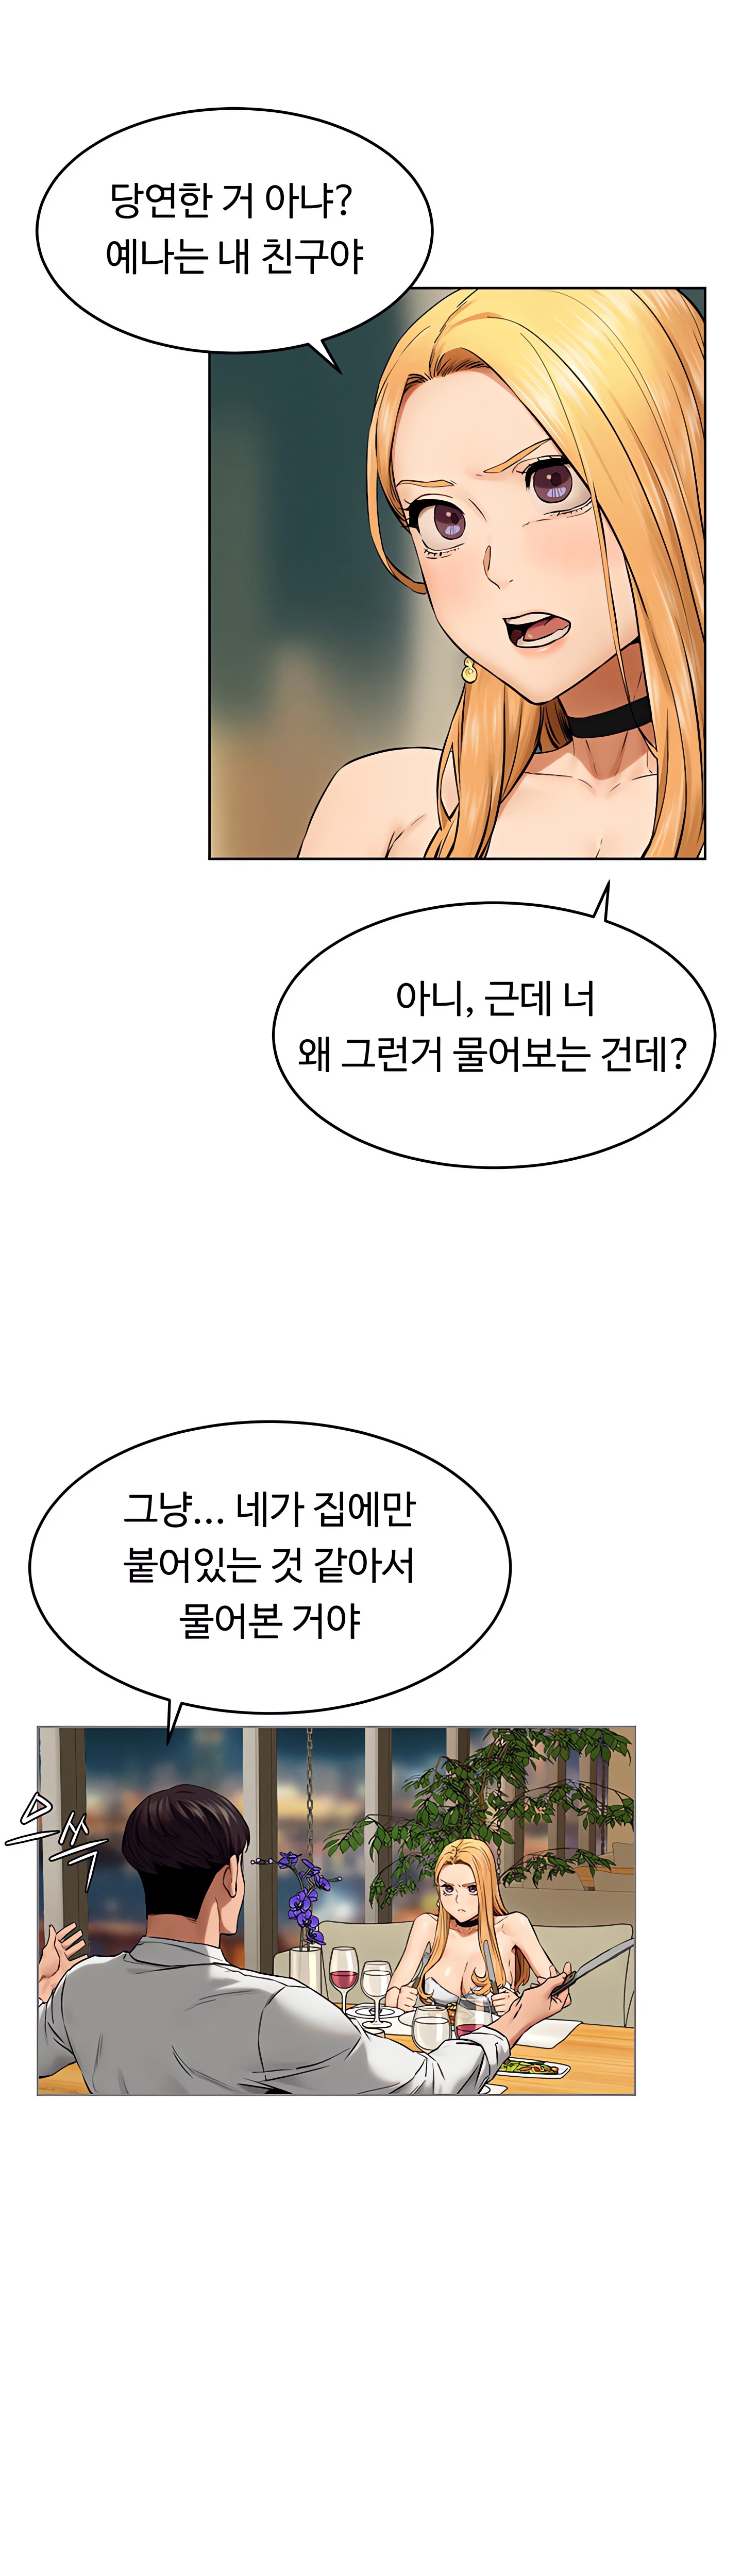 당연한 거 아냐?
예나는 내 친구야
아니, 근데 너
왜 그런거 물어보는 건데?
그냥... 네가 집에만
붙어있는 것 같아서
물어본 거야
으쓱